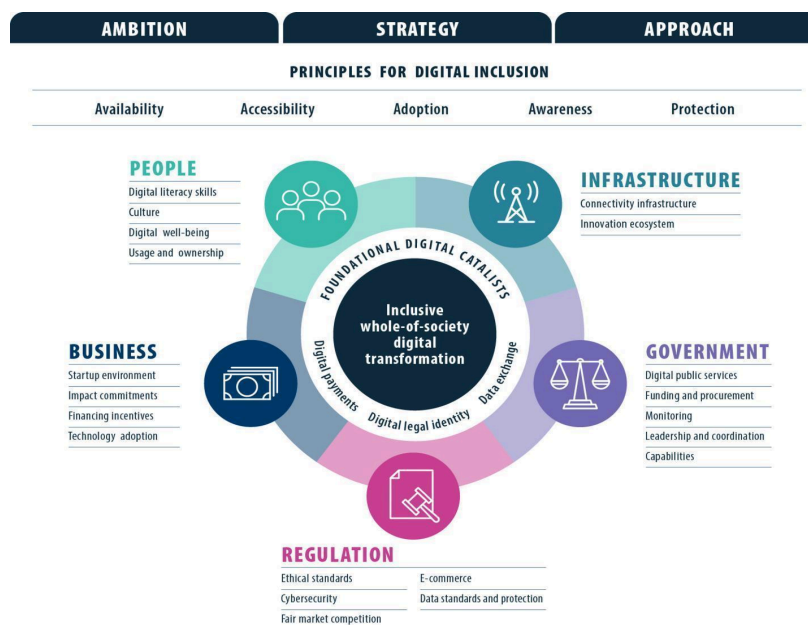 AMBITION
STRATEGY
APPROACH
PRINCIPLES FOR DIGITAL INCLUSION
Availability
Accessibility
Adoption
Awareness
Protection
PEOPLE
Digital literacy skills
Culture
Digital well-being
Usage and ownership
INFRASTRUCTURE
Connectivity infrastructure
Innovation ecosystem
FOUNDATIONAL DIGITAL CATALISTS
Inclusive
whole-of-society
digital
transformation
Digital payments
Digital legal identity
Data exchange
BUSINESS
Startup environment
Impact commitments
Financing incentives
Technology adoption
GOVERNMENT
Digital public services
Funding and procurement
Monitoring
Leadership and coordination
Capabilities
REGULATION
Ethical standards
Cybersecurity
Fair market competition
E-commerce
Data standards and protection